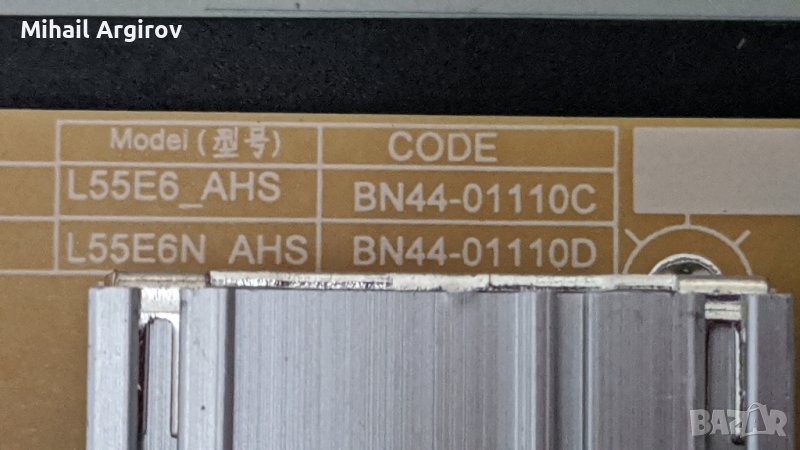 Mihail Argirov
Model (型号) CODE
L55E6_AHS BN44-01110C
L55E6N AHS BN44-01110D
BAZAR